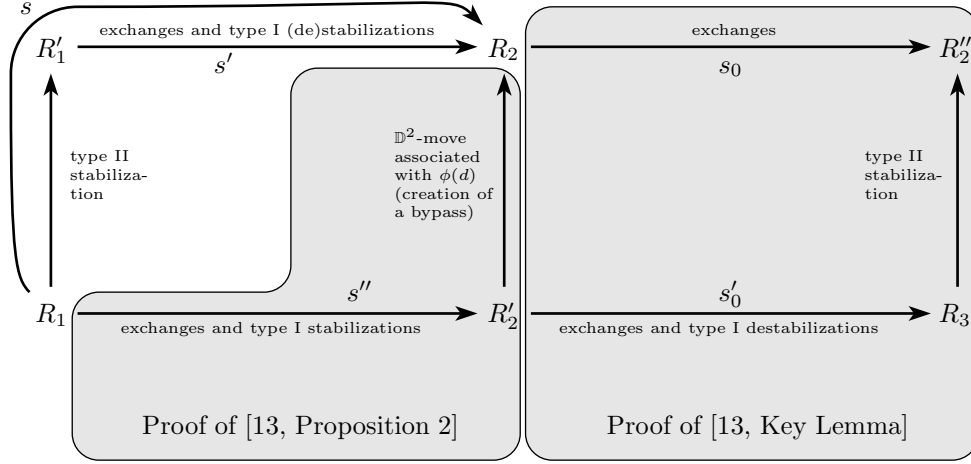 s
exchanges and type I (de)stabilizations
exchanges
R′₁
s′
R₂
s₀
R″₂
type II
stabiliza-
tion
𝔻²-move
associated
with ϕ(d)
(creation of
a bypass)
type II
stabiliza-
tion
s″
s′₀
R₁
exchanges and type I stabilizations
R′₂
exchanges and type I destabilizations
R₃
Proof of [13, Proposition 2]
Proof of [13, Key Lemma]